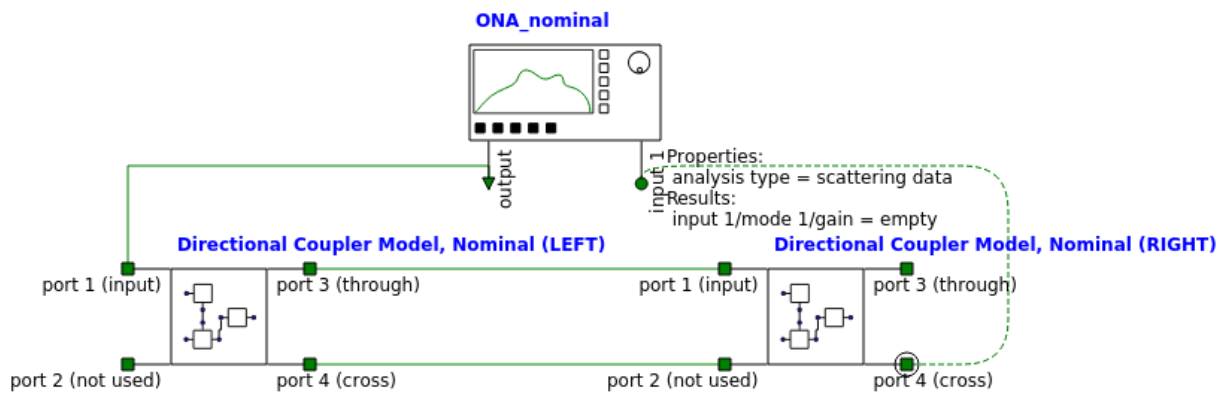 ONA_nominal
output
input 1
Properties:
analysis type = scattering data
Results:
input 1/mode 1/gain = empty
Directional Coupler Model, Nominal (LEFT)
Directional Coupler Model, Nominal (RIGHT)
port 1 (input)
port 3 (through)
port 1 (input)
port 3 (through)
port 2 (not used)
port 4 (cross)
port 2 (not used)
port 4 (cross)